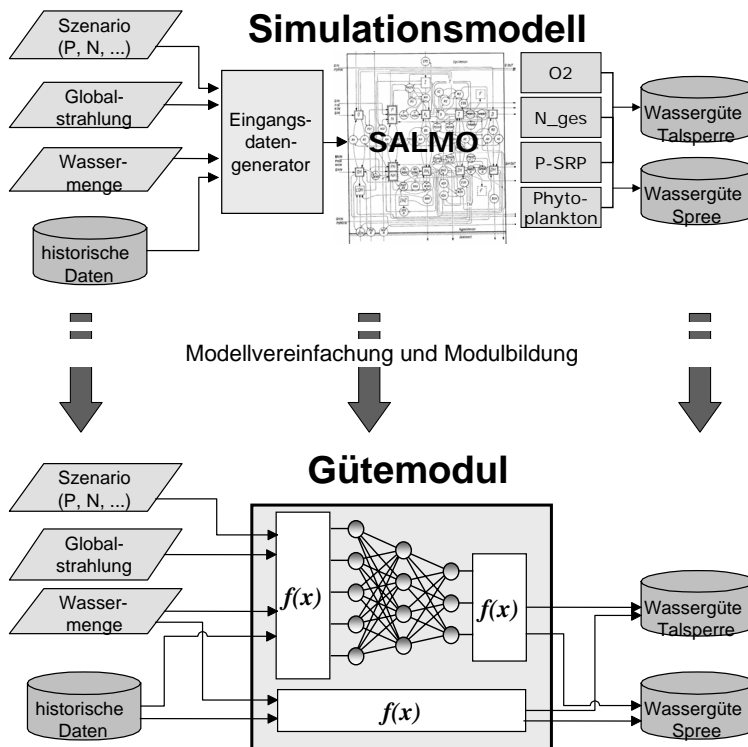 Simulationsmodell
Szenario
(P, N, ...)
Global-
strahlung
Wasser-
menge
historische
Daten
Eingangs-
daten-
generator
SALMO
O2
N_ges
P-SRP
Phyto-
plankton
Wassergüte
Talsperre
Wassergüte
Spree
Modellvereinfachung und Modulbildung
Gütemodul
Szenario
(P, N, ...)
Global-
strahlung
Wasser-
menge
historische
Daten
f(x)
f(x)
f(x)
Wassergüte
Talsperre
Wassergüte
Spree